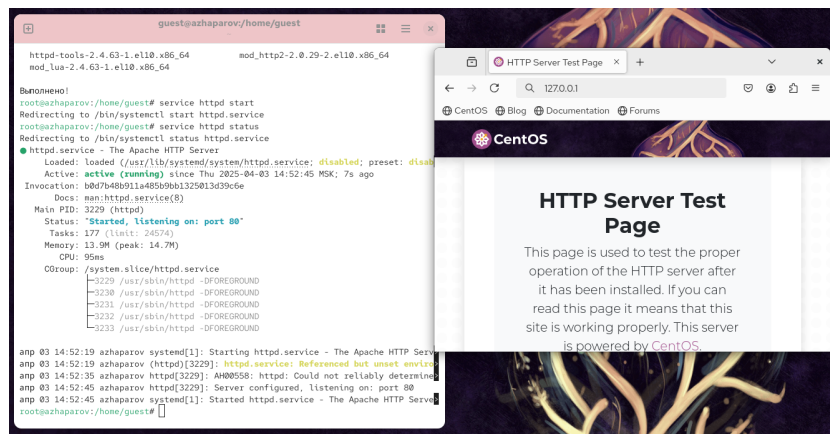 guest@azhaparov:/home/guest
httpd-tools-2.4.63-1.el10.x86_64 mod_http2-2.0.29-2.el10.x86_64
mod_lua-2.4.63-1.el10.x86_64
Выполнено!
root@azhaparov:/home/guest# service httpd start
Redirecting to /bin/systemctl start httpd.service
root@azhaparov:/home/guest# service httpd status
Redirecting to /bin/systemctl status httpd.service
● httpd.service - The Apache HTTP Server
Loaded: loaded (/usr/lib/systemd/system/httpd.service; disabled; preset: disab
Active: active (running) since Thu 2025-04-03 14:52:45 MSK; 7s ago
Invocation: b0d7b48b911a485b9bb1325013d39c6e
Docs: man:httpd.service(8)
Main PID: 3229 (httpd)
Status: "Started, listening on: port 80"
Tasks: 177 (limit: 24574)
Memory: 13.9M (peak: 14.7M)
CPU: 95ms
CGroup: /system.slice/httpd.service
├─3229 /usr/sbin/httpd -DFOREGROUND
├─3230 /usr/sbin/httpd -DFOREGROUND
├─3231 /usr/sbin/httpd -DFOREGROUND
├─3232 /usr/sbin/httpd -DFOREGROUND
└─3233 /usr/sbin/httpd -DFOREGROUND
апр 03 14:52:19 azhaparov systemd[1]: Starting httpd.service - The Apache HTTP Serv
апр 03 14:52:19 azhaparov (httpd)[3229]: httpd.service: Referenced but unset enviro>
апр 03 14:52:35 azhaparov httpd[3229]: AH00558: httpd: Could not reliably determine>
апр 03 14:52:45 azhaparov httpd[3229]: Server configured, listening on: port 80
апр 03 14:52:45 azhaparov systemd[1]: Started httpd.service - The Apache HTTP Serve>
root@azhaparov:/home/guest#
HTTP Server Test Page
127.0.0.1
CentOS Blog Documentation Forums
CentOS
HTTP Server Test
Page
This page is used to test the proper
operation of the HTTP server after
it has been installed. If you can
read this page it means that this
site is working properly. This server
is powered by CentOS.